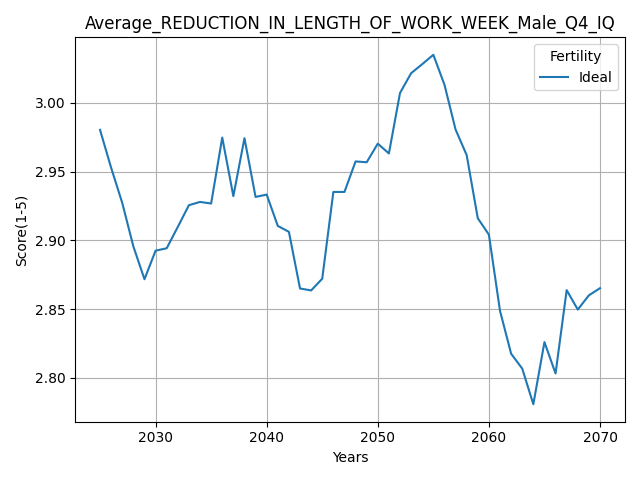 Average_REDUCTION_IN_LENGTH_OF_WORK_WEEK_Male_Q4_IQ
Fertility
Ideal
Score(1-5)
3.00
2.95
2.90
2.85
2.80
2030 2040 2050 2060 2070
Years